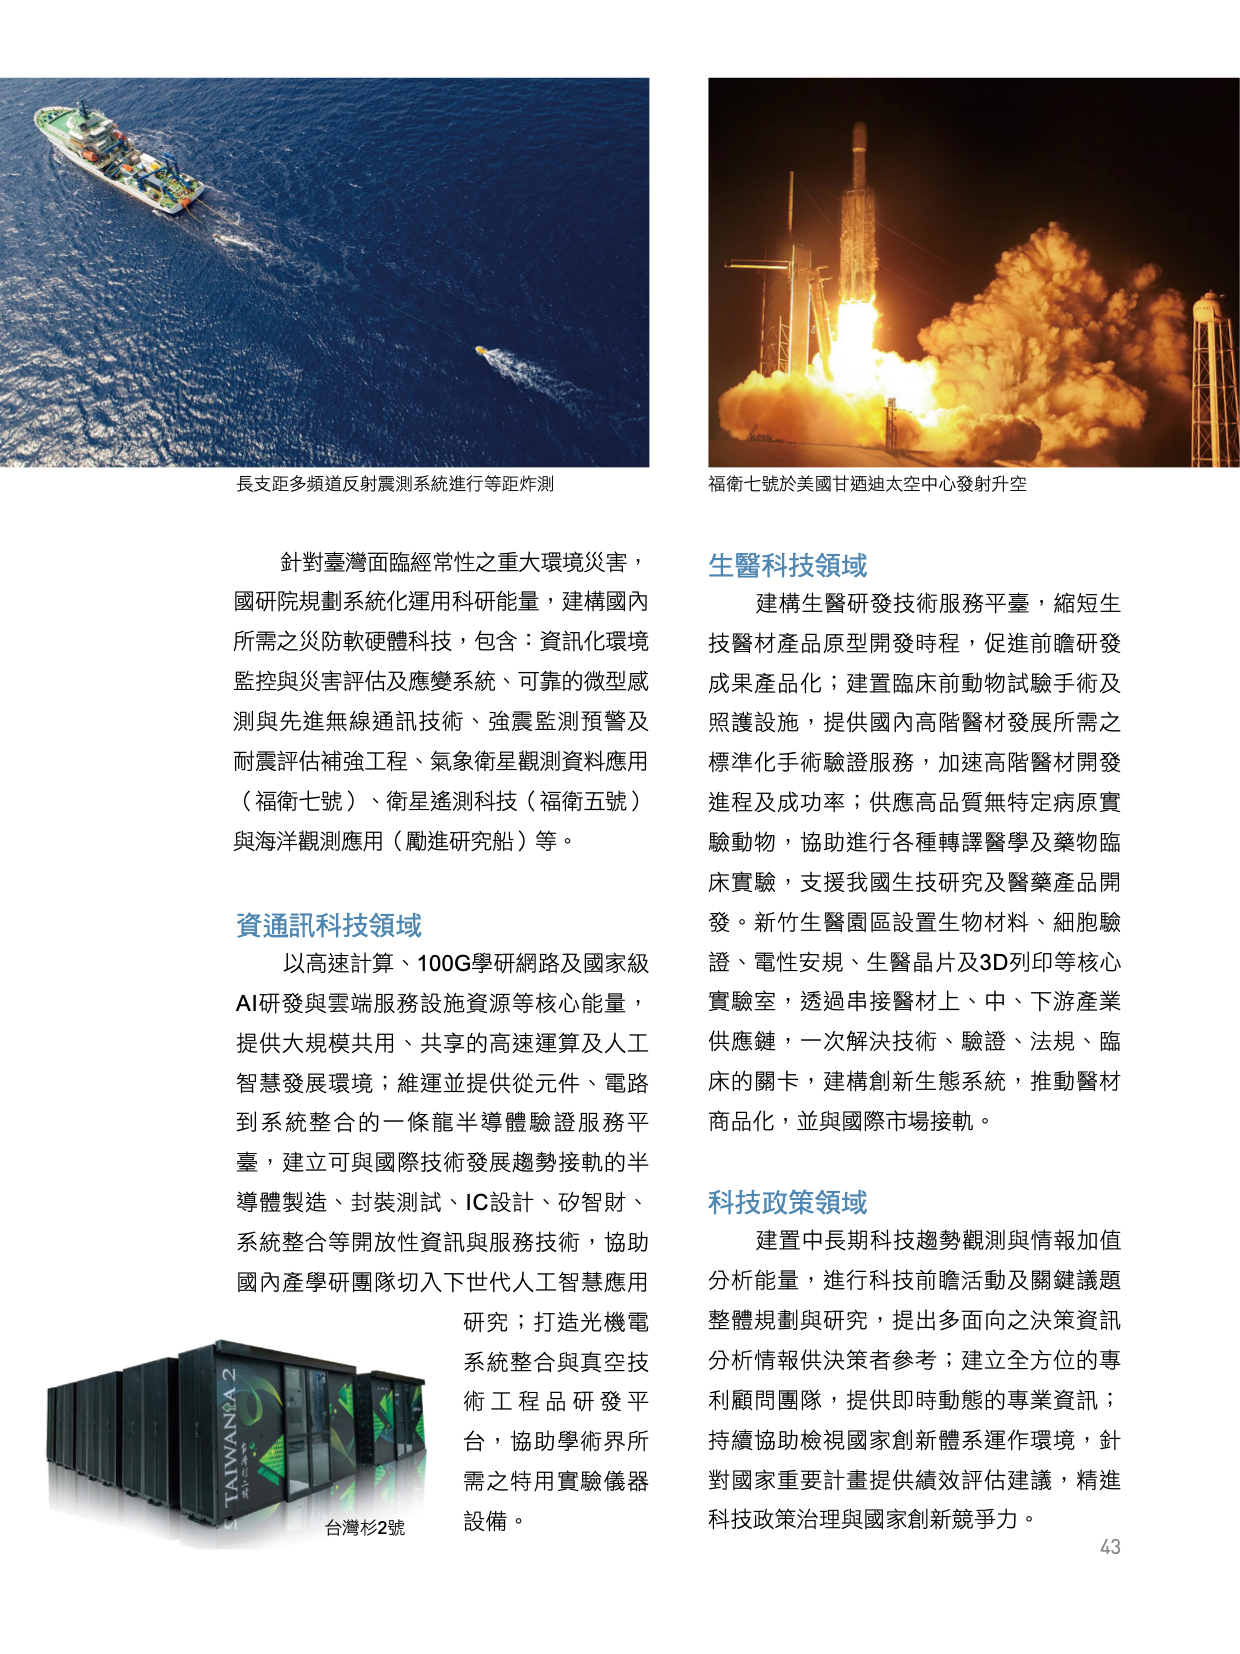 長支距多頻道反射震測系統進行等距炸測
福衛七號於美國甘迺迪太空中心發射升空
針對臺灣面臨經常性之重大環境災害，
國研院規劃系統化運用科研能量，建構國內
所需之災防軟硬體科技，包含：資訊化環境
監控與災害評估及應變系統、可靠的微型感
測與先進無線通訊技術、強震監測預警及
耐震評估補強工程、氣象衛星觀測資料應用
（福衛七號）、衛星遙測科技（福衛五號）
與海洋觀測應用（勵進研究船）等。
資通訊科技領域
以高速計算、100G學研網路及國家級
AI研發與雲端服務設施資源等核心能量，
提供大規模共用、共享的高速運算及人工
智慧發展環境；維運並提供從元件、電路
到系統整合的一條龍半導體驗證服務平
臺，建立可與國際技術發展趨勢接軌的半
導體製造、封裝測試、IC設計、矽智財、
系統整合等開放性資訊與服務技術，協助
國內產學研團隊切入下世代人工智慧應用
研究；打造光機電
系統整合與真空技
術工程品研發平
台，協助學術界所
需之特用實驗儀器
設備。
TAIWANIA 2
台灣杉二號
台灣杉2號
生醫科技領域
建構生醫研發技術服務平臺，縮短生
技醫材產品原型開發時程，促進前瞻研發
成果產品化；建置臨床前動物試驗手術及
照護設施，提供國內高階醫材發展所需之
標準化手術驗證服務，加速高階醫材開發
進程及成功率；供應高品質無特定病原實
驗動物，協助進行各種轉譯醫學及藥物臨
床實驗，支援我國生技研究及醫藥產品開
發。新竹生醫園區設置生物材料、細胞驗
證、電性安規、生醫晶片及3D列印等核心
實驗室，透過串接醫材上、中、下游產業
供應鏈，一次解決技術、驗證、法規、臨
床的關卡，建構創新生態系統，推動醫材
商品化，並與國際市場接軌。
科技政策領域
建置中長期科技趨勢觀測與情報加值
分析能量，進行科技前瞻活動及關鍵議題
整體規劃與研究，提出多面向之決策資訊
分析情報供決策者參考；建立全方位的專
利顧問團隊，提供即時動態的專業資訊；
持續協助檢視國家創新體系運作環境，針
對國家重要計畫提供績效評估建議，精進
科技政策治理與國家創新競爭力。
43